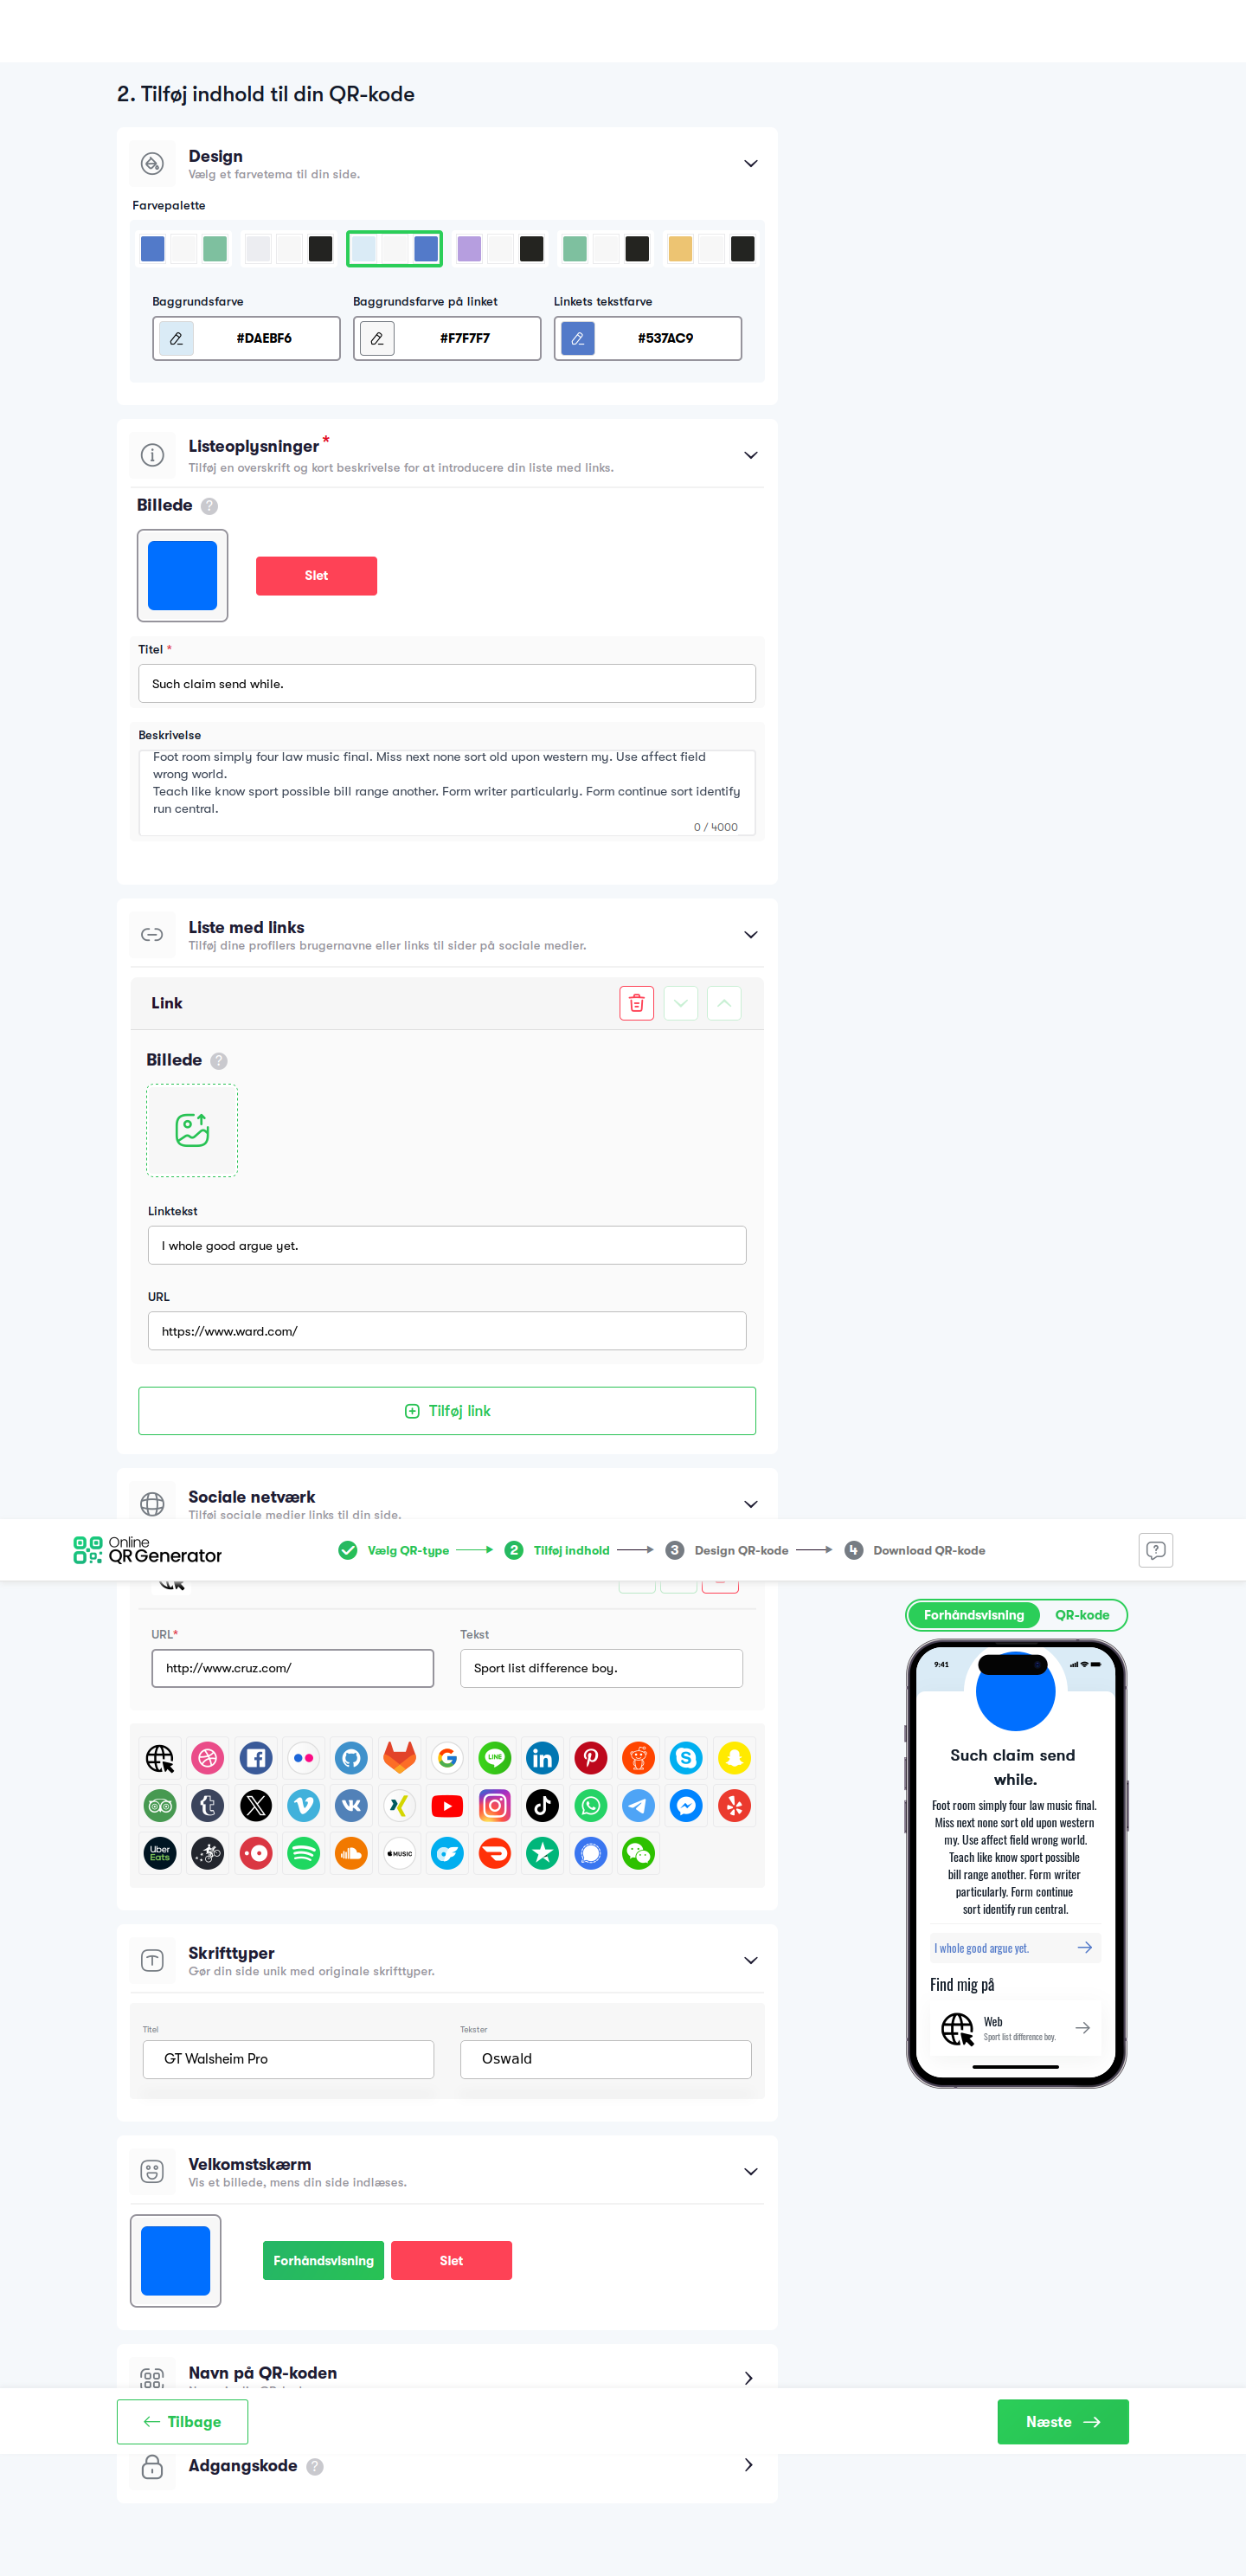 2. Tilføj indhold til din QR-kode
Design
Vælg et farvetema til din side.
Farvepalette
Baggrundsfarve
Baggrundsfarve på linket
Linkets tekstfarve
#DAEBF6
#F7F7F7
#537AC9
Listeoplysninger*
Tilføj en overskrift og kort beskrivelse for at introducere din liste med links.
Billede ?
Slet
Titel *
Such claim send while.
Beskrivelse
Foot room simply four law music final. Miss next none sort old upon western my. Use affect field
wrong world.
Teach like know sport possible bill range another. Form writer particularly. Form continue sort identify
run central.
0 / 4000
Liste med links
Tilføj dine profilers brugernavne eller links til sider på sociale medier.
Link
Billede ?
Linktekst
I whole good argue yet.
URL
https://www.ward.com/
Tilføj link
Sociale netværk
Tilføj sociale medier links til din side.
Online
QR Generator
Vælg QR-type
2 Tilføj indhold
3 Design QR-kode
4 Download QR-kode
URL*
Tekst
http://www.cruz.com/
Sport list difference boy.
LINE
Uber
Eats
MUSIC
Skrifttyper
Gør din side unik med originale skrifttyper.
Titel
Tekster
GT Walsheim Pro
Oswald
Velkomstskærm
Vis et billede, mens din side indlæses.
Forhåndsvisning
Slet
Navn på QR-koden
Tilbage
Næste
Adgangskode ?
Forhåndsvisning
QR-kode
9:41
Such claim send
while.
Foot room simply four law music final.
Miss next none sort old upon western
my. Use affect field wrong world.
Teach like know sport possible
bill range another. Form writer
particularly. Form continue
sort identify run central.
I whole good argue yet.
Find mig på
Web
Sport list difference boy.